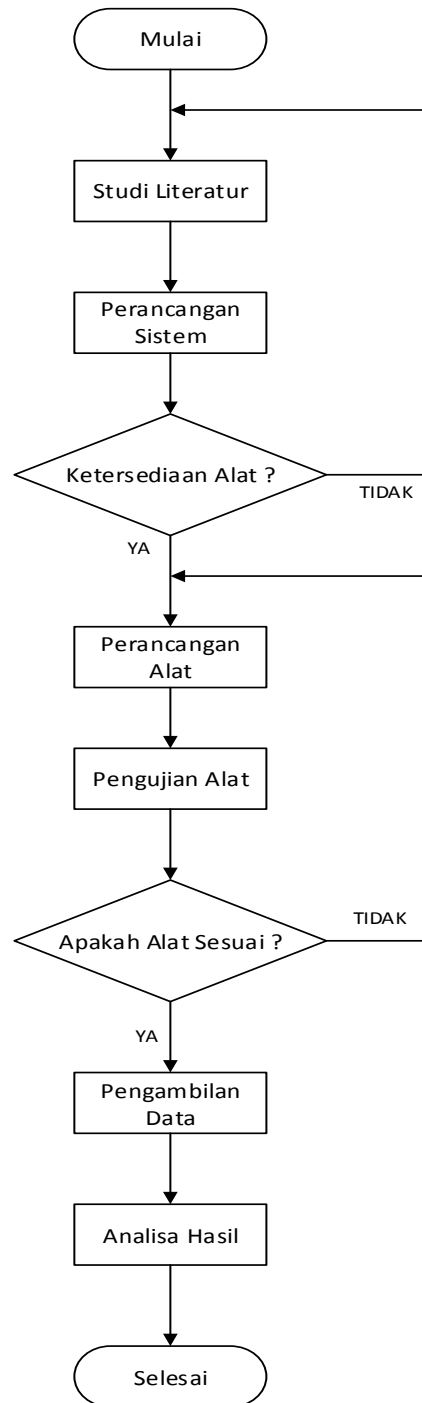 Mulai
Studi Literatur
Perancangan
Sistem
Ketersediaan Alat ?
TIDAK
YA
Perancangan
Alat
Pengujian Alat
Apakah Alat Sesuai ?
TIDAK
YA
Pengambilan
Data
Analisa Hasil
Selesai